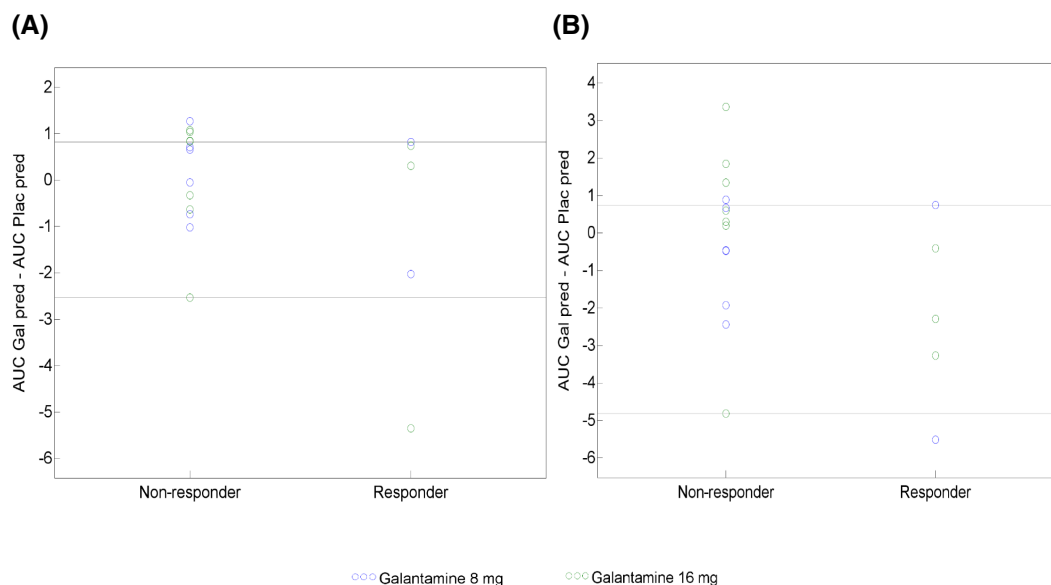 (A)
AUC Gal pred - AUC Plac pred
2
1
0
-1
-2
-3
-4
-5
-6
Non-responder Responder
(B)
AUC Gal pred - AUC Plac pred
4
3
2
1
0
-1
-2
-3
-4
-5
-6
Non-responder Responder
Galantamine 8 mg Galantamine 16 mg